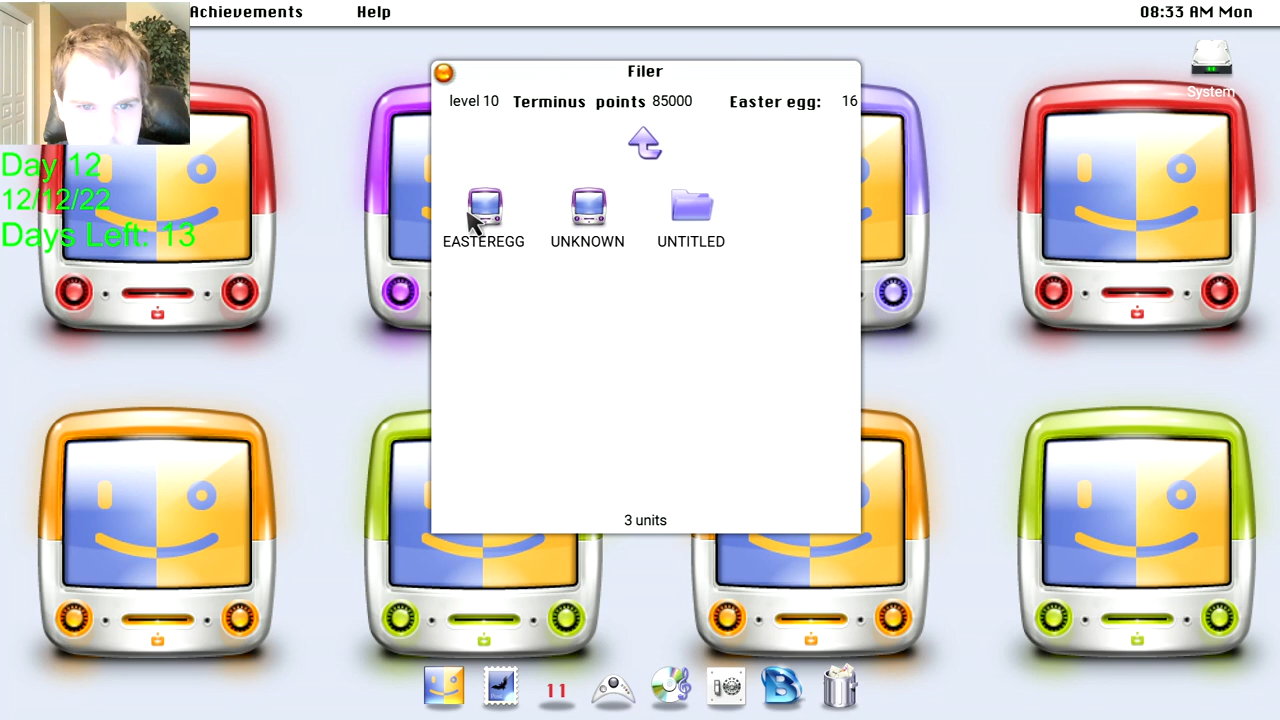 Achievements Help 08:33 AM Mon
System
Day 12
12/12/22
Days Left: 13
Filer
level 10 Terminus points 85000 Easter egg: 16
EASTEREGG UNKNOWN UNTITLED
3 units
11